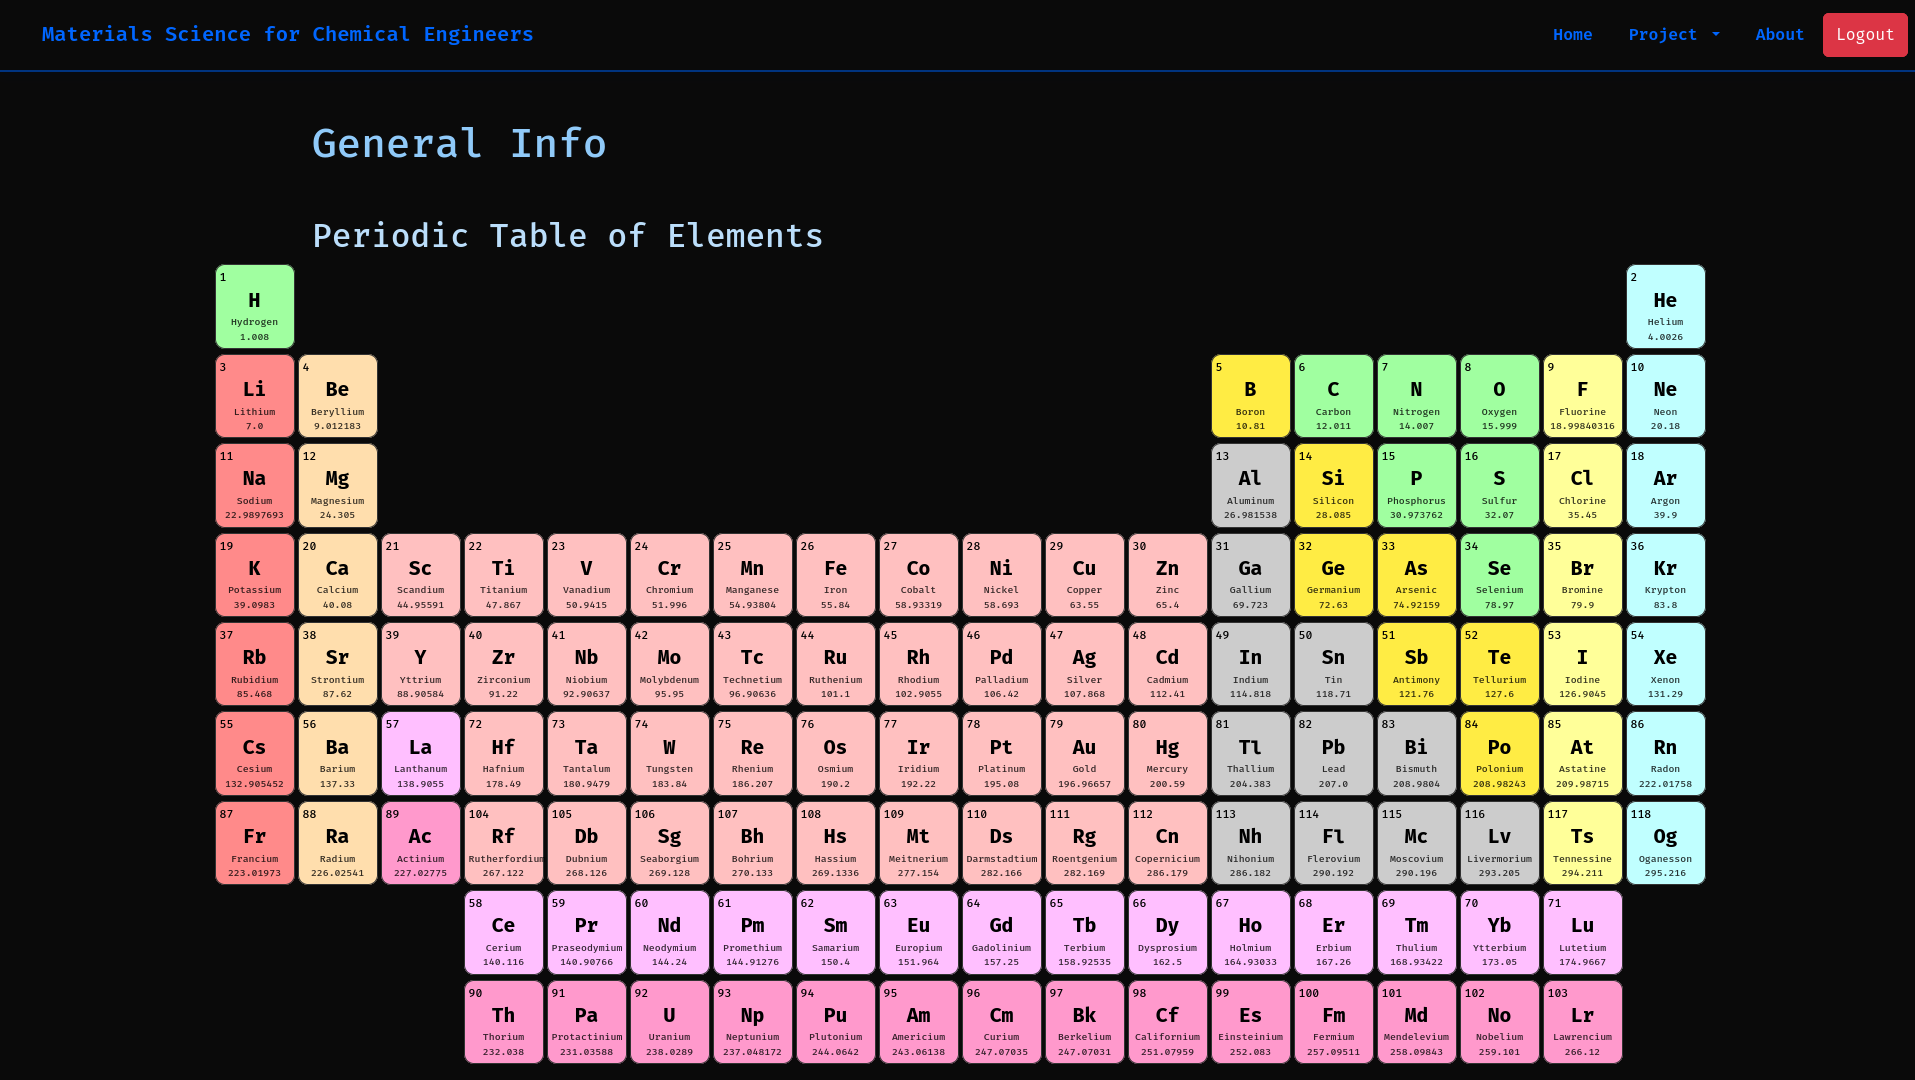 Materials Science for Chemical Engineers Home Project About Logout
General Info
Periodic Table of Elements
1 2
H He
Hydrogen Helium
1.008 4.0026
3 4 5 6 7 8 9 10
Li Be B C N O F Ne
Lithium Beryllium Boron Carbon Nitrogen Oxygen Fluorine Neon
7.0 9.012183 10.81 12.011 14.007 15.999 18.99840316 20.18
11 12 13 14 15 16 17 18
Na Mg Al Si P S Cl Ar
Sodium Magnesium Aluminum Silicon Phosphorus Sulfur Chlorine Argon
22.9897693 24.305 26.981538 28.085 30.973762 32.07 35.45 39.9
19 20 21 22 23 24 25 26 27 28 29 30 31 32 33 34 35 36
K Ca Sc Ti V Cr Mn Fe Co Ni Cu Zn Ga Ge As Se Br Kr
Potassium Calcium Scandium Titanium Vanadium Chromium Manganese Iron Cobalt Nickel Copper Zinc Gallium Germanium Arsenic Selenium Bromine Krypton
39.0983 40.08 44.95591 47.867 50.9415 51.996 54.93804 55.84 58.93319 58.693 63.55 65.4 69.723 72.63 74.92159 78.97 79.9 83.8
37 38 39 40 41 42 43 44 45 46 47 48 49 50 51 52 53 54
Rb Sr Y Zr Nb Mo Tc Ru Rh Pd Ag Cd In Sn Sb Te I Xe
Rubidium Strontium Yttrium Zirconium Niobium Molybdenum Technetium Ruthenium Rhodium Palladium Silver Cadmium Indium Tin Antimony Tellurium Iodine Xenon
85.468 87.62 88.90584 91.22 92.90637 95.95 96.90636 101.1 102.9055 106.42 107.868 112.41 114.818 118.71 121.76 127.6 126.9045 131.29
55 56 57 72 73 74 75 76 77 78 79 80 81 82 83 84 85 86
Cs Ba La Hf Ta W Re Os Ir Pt Au Hg Tl Pb Bi Po At Rn
Cesium Barium Lanthanum Hafnium Tantalum Tungsten Rhenium Osmium Iridium Platinum Gold Mercury Thallium Lead Bismuth Polonium Astatine Radon
132.905452 137.33 138.9055 178.49 180.9479 183.84 186.207 190.2 192.22 195.08 196.96657 200.59 204.383 207.0 208.9804 208.98243 209.98715 222.01758
87 88 89 104 105 106 107 108 109 110 111 112 113 114 115 116 117 118
Fr Ra Ac Rf Db Sg Bh Hs Mt Ds Rg Cn Nh Fl Mc Lv Ts Og
Francium Radium Actinium Rutherfordium Dubnium Seaborgium Bohrium Hassium Meitnerium Darmstadtium Roentgenium Copernicium Nihonium Flerovium Moscovium Livermorium Tennessine Oganesson
223.01973 226.02541 227.02775 267.122 268.126 269.128 270.133 269.1336 277.154 282.166 282.169 286.179 286.182 290.192 290.196 293.205 294.211 295.216
58 59 60 61 62 63 64 65 66 67 68 69 70 71
Ce Pr Nd Pm Sm Eu Gd Tb Dy Ho Er Tm Yb Lu
Cerium Praseodymium Neodymium Promethium Samarium Europium Gadolinium Terbium Dysprosium Holmium Erbium Thulium Ytterbium Lutetium
140.116 140.90766 144.24 144.91276 150.4 151.964 157.25 158.92535 162.5 164.93033 167.26 168.93422 173.05 174.9667
90 91 92 93 94 95 96 97 98 99 100 101 102 103
Th Pa U Np Pu Am Cm Bk Cf Es Fm Md No Lr
Thorium Protactinium Uranium Neptunium Plutonium Americium Curium Berkelium Californium Einsteinium Fermium Mendelevium Nobelium Lawrencium
232.038 231.03588 238.0289 237.048172 244.0642 243.06138 247.07035 247.07031 251.07959 252.083 257.09511 258.09843 259.101 266.12